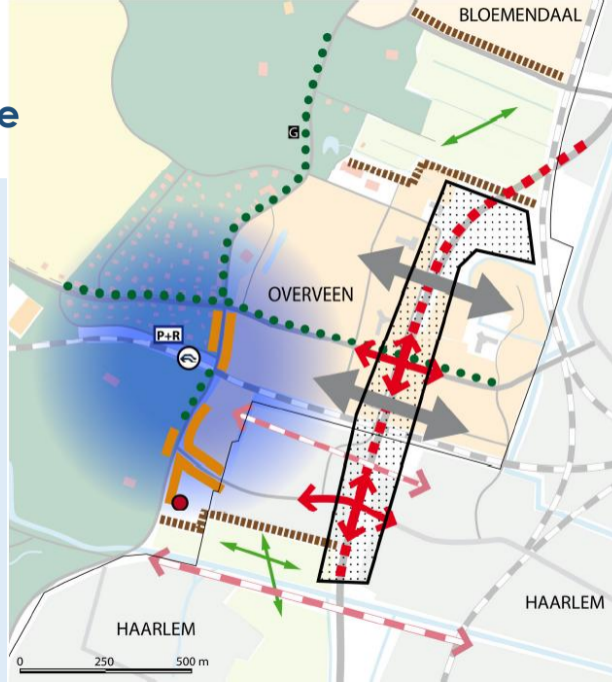 BLOEMENDAAL
e
G
OVERVEEN
P+R
HAARLEM
HAARLEM
0 250 500 m